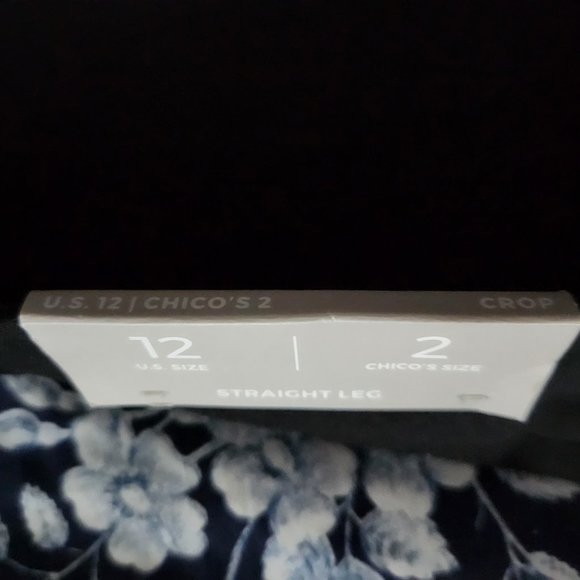 U.S. 12 | CHICO'S 2 CROP
12 | 2
U.S. SIZE CHICO'S SIZE
STRAIGHT LEG